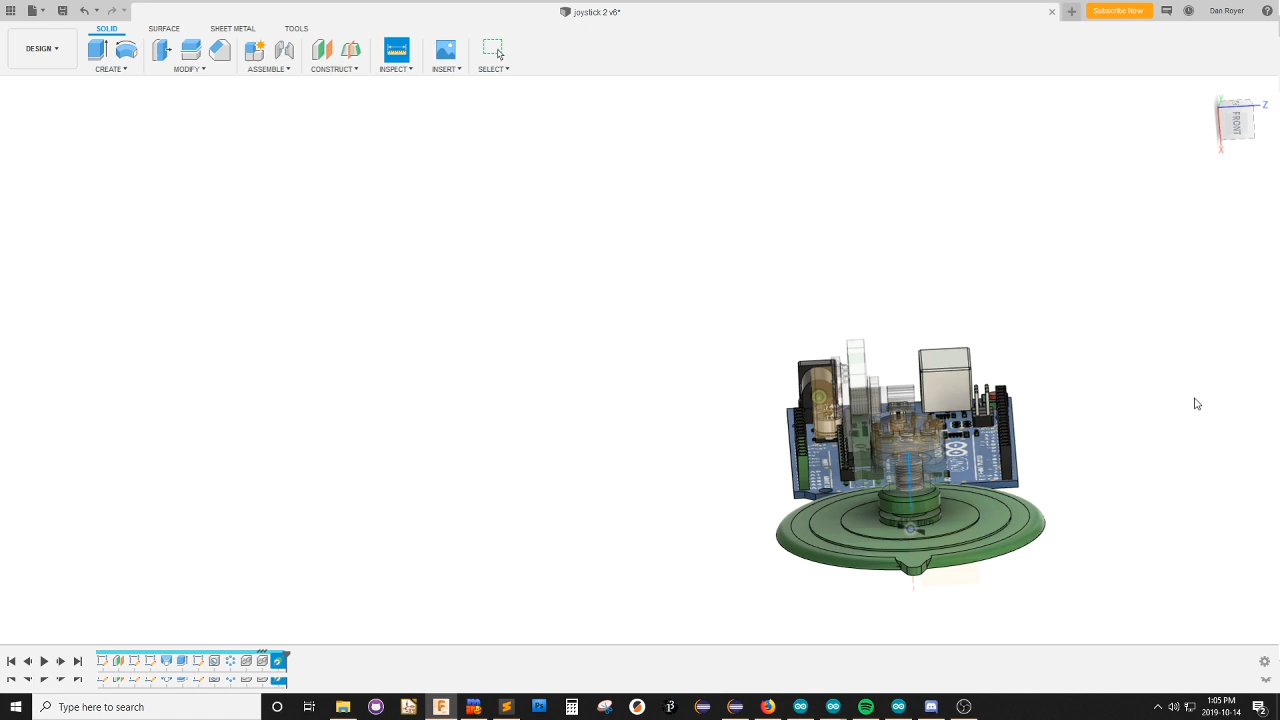 joystick 2 v6*
Subscribe Now
Dan Royer
SOLID
SURFACE
SHEET METAL
TOOLS
DESIGN
CREATE
MODIFY
ASSEMBLE
CONSTRUCT
INSPECT
INSERT
SELECT
Z
FRONT
X
Type here to search
1:05 PM
2019-10-14
2